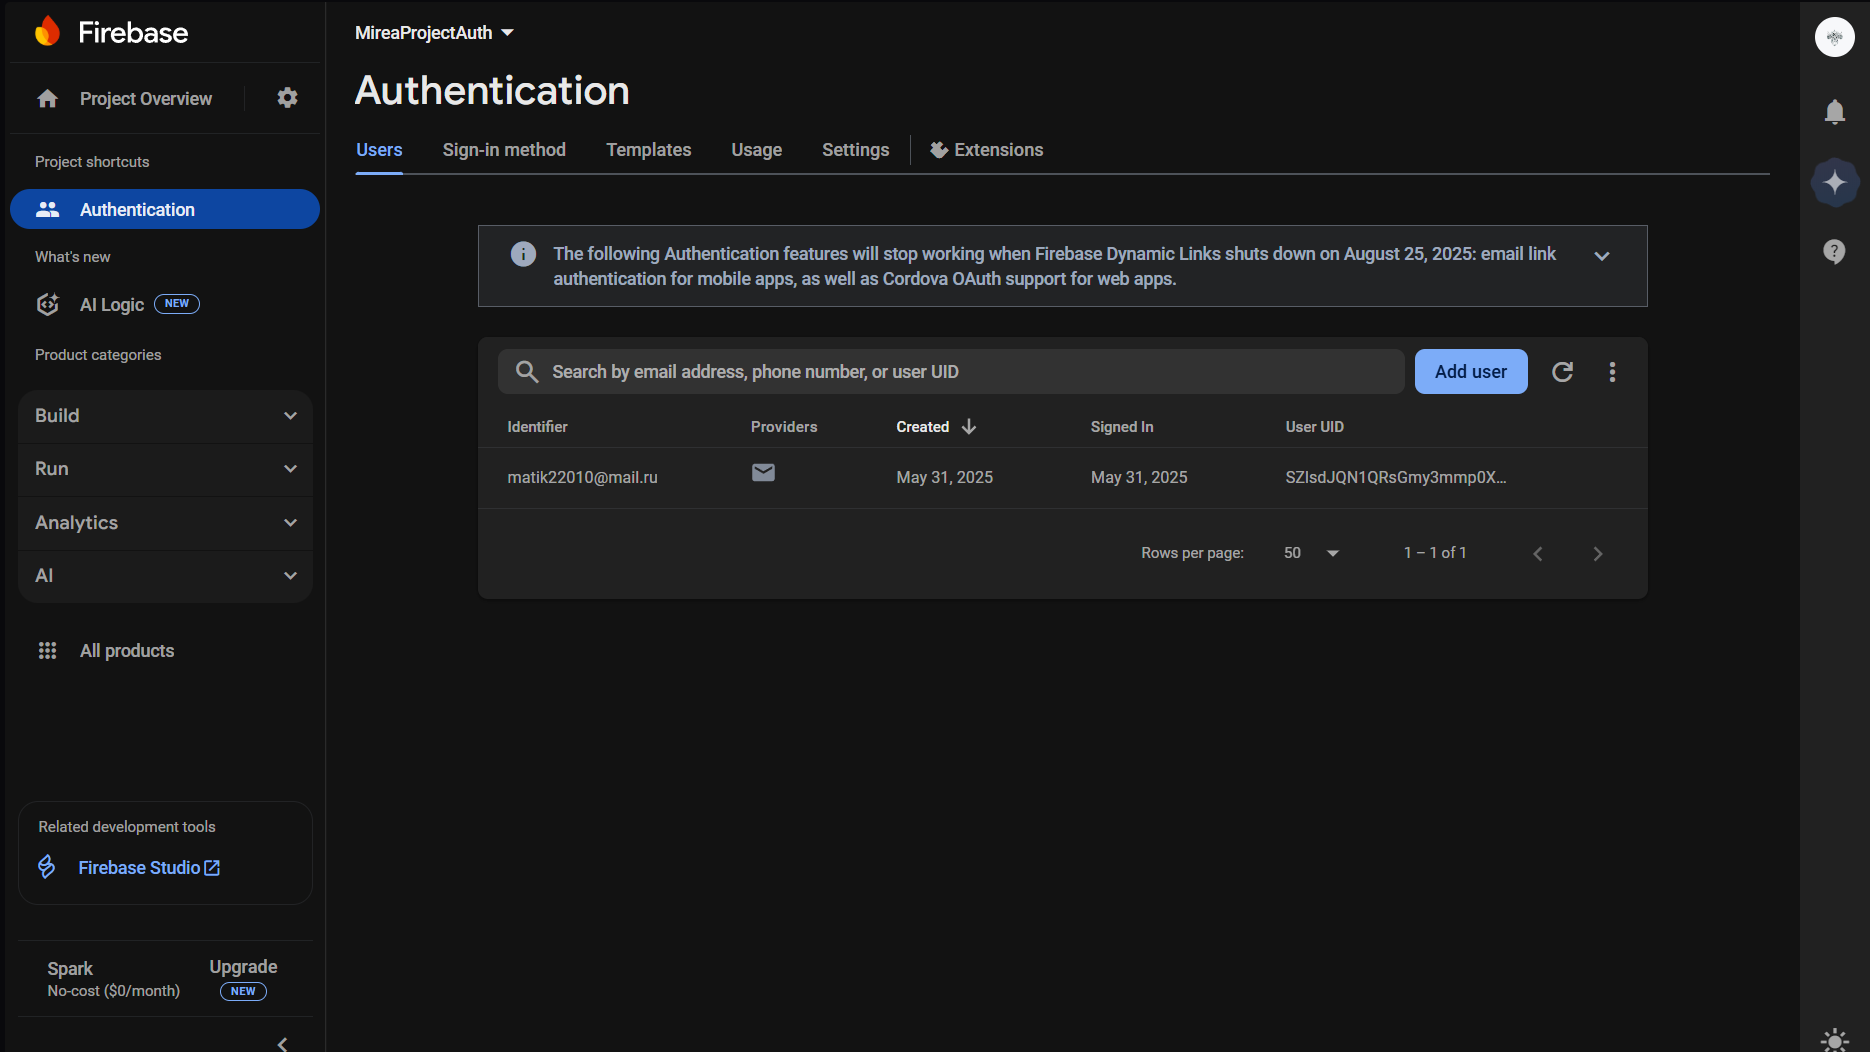 Firebase
Project Overview
Project shortcuts
Authentication
What's new
AI Logic NEW
Product categories
Build
Run
Analytics
AI
All products
Related development tools
Firebase Studio
Spark
No-cost ($0/month)
Upgrade
NEW
MireaProjectAuth
Authentication
Users Sign-in method Templates Usage Settings Extensions
The following Authentication features will stop working when Firebase Dynamic Links shuts down on August 25, 2025: email link
authentication for mobile apps, as well as Cordova OAuth support for web apps.
Search by email address, phone number, or user UID Add user
Identifier Providers Created Signed In User UID
matik22010@mail.ru May 31, 2025 May 31, 2025 SZlsdJQN1QRsGmy3mmp0X...
Rows per page: 50 1 – 1 of 1